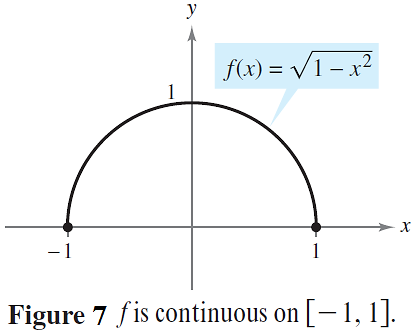 y
f(x) = √(1 − x²)
1
x
−1
1
Figure 7 f is continuous on [−1, 1].